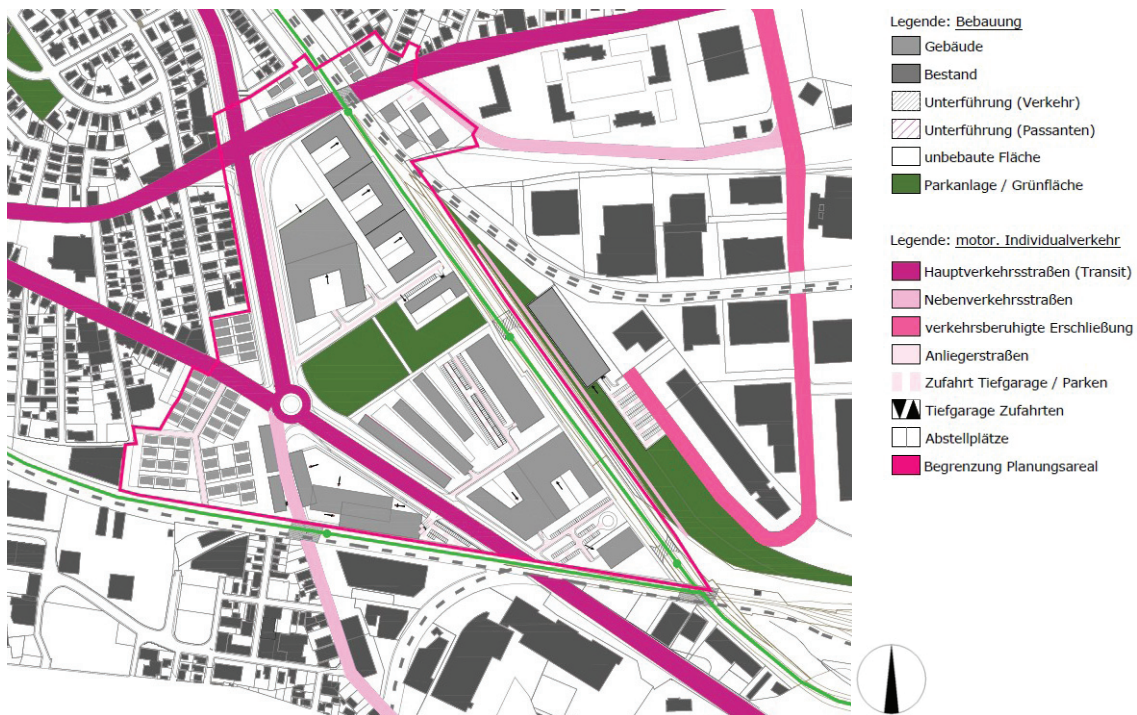 Legende: Bebauung
Gebäude
Bestand
Unterführung (Verkehr)
Unterführung (Passanten)
unbebaute Fläche
Parkanlage / Grünfläche
Legende: motor. Individualverkehr
Hauptverkehrsstraßen (Transit)
Nebenverkehrsstraßen
verkehrsberuhigte Erschließung
Anliegerstraßen
Zufahrt Tiefgarage / Parken
Tiefgarage Zufahrten
Abstellplätze
Begrenzung Planungsareal